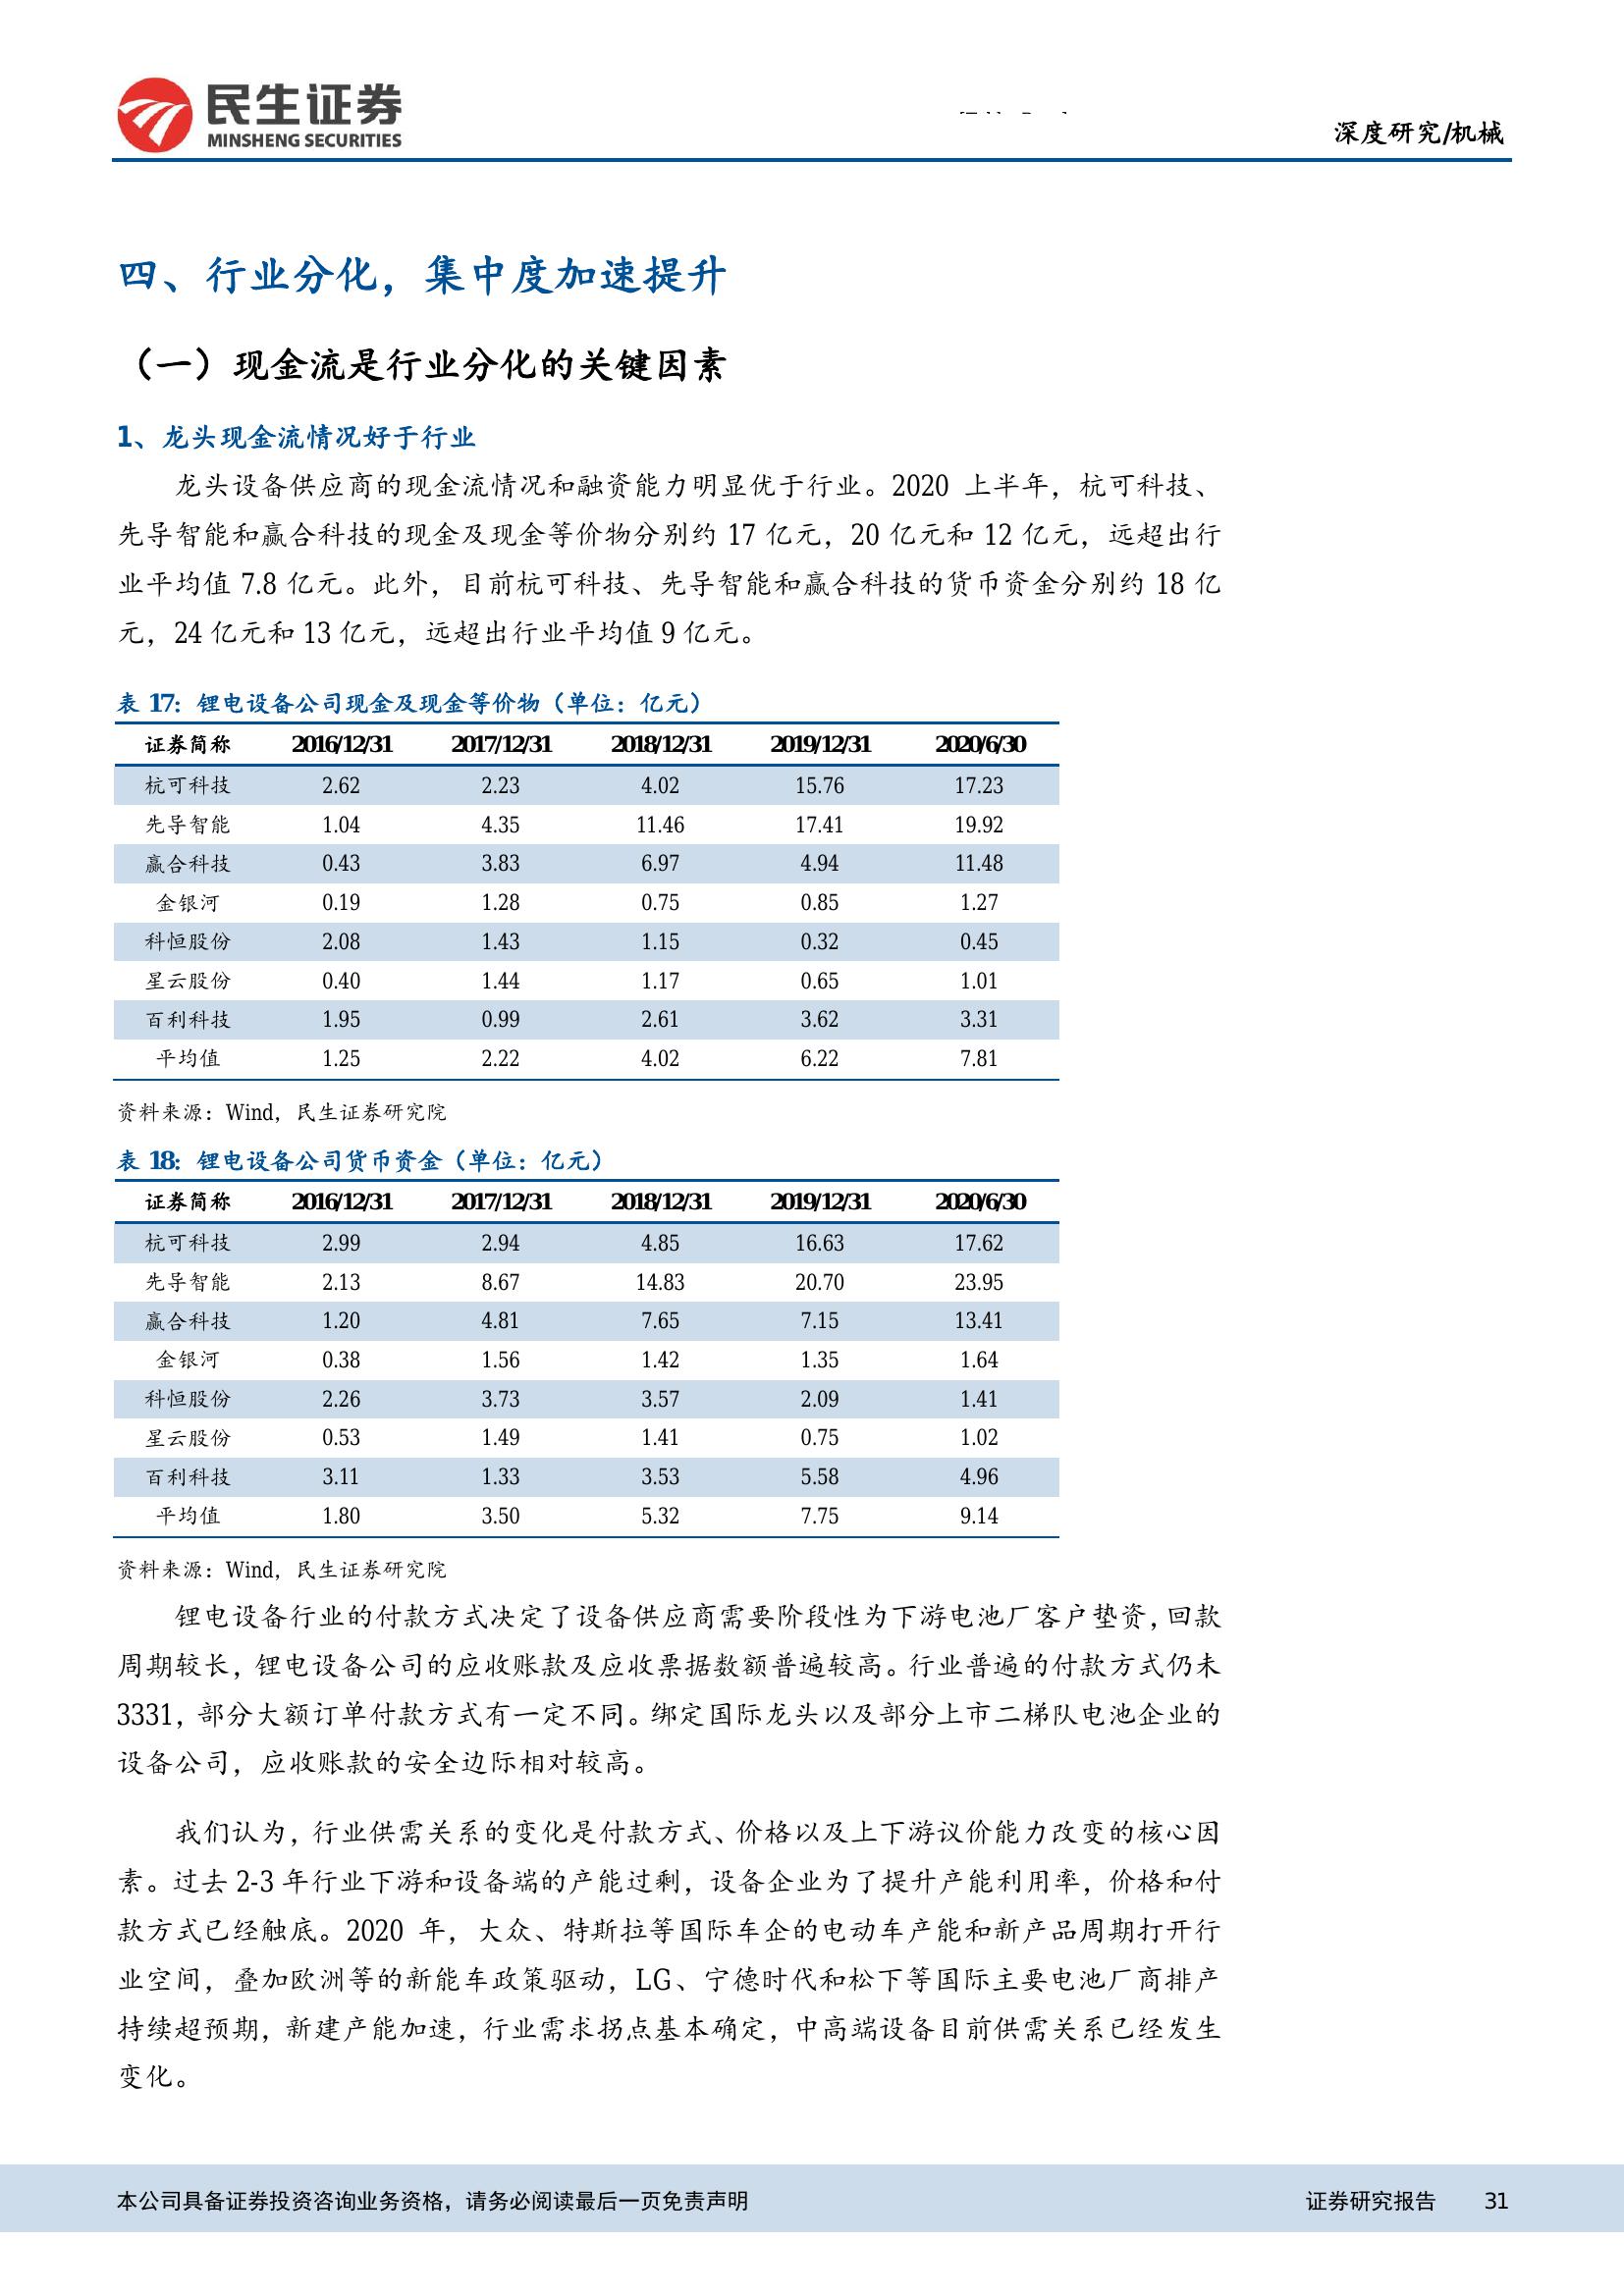 民生证券
MINSHENG SECURITIES
深度研究/机械
四、行业分化，集中度加速提升
（一）现金流是行业分化的关键因素
1、龙头现金流情况好于行业
龙头设备供应商的现金流情况和融资能力明显优于行业。2020 上半年，杭可科技、
先导智能和赢合科技的现金及现金等价物分别约 17 亿元，20 亿元和 12 亿元，远超出行
业平均值 7.8 亿元。此外，目前杭可科技、先导智能和赢合科技的货币资金分别约 18 亿
元，24 亿元和 13 亿元，远超出行业平均值 9 亿元。
表 17：锂电设备公司现金及现金等价物（单位：亿元）
证券简称 2016/12/31 2017/12/31 2018/12/31 2019/12/31 2020/6/30
杭可科技 2.62 2.23 4.02 15.76 17.23
先导智能 1.04 4.35 11.46 17.41 19.92
赢合科技 0.43 3.83 6.97 4.94 11.48
金银河 0.19 1.28 0.75 0.85 1.27
科恒股份 2.08 1.43 1.15 0.32 0.45
星云股份 0.40 1.44 1.17 0.65 1.01
百利科技 1.95 0.99 2.61 3.62 3.31
平均值 1.25 2.22 4.02 6.22 7.81
资料来源：Wind，民生证券研究院
表 18：锂电设备公司货币资金（单位：亿元）
证券简称 2016/12/31 2017/12/31 2018/12/31 2019/12/31 2020/6/30
杭可科技 2.99 2.94 4.85 16.63 17.62
先导智能 2.13 8.67 14.83 20.70 23.95
赢合科技 1.20 4.81 7.65 7.15 13.41
金银河 0.38 1.56 1.42 1.35 1.64
科恒股份 2.26 3.73 3.57 2.09 1.41
星云股份 0.53 1.49 1.41 0.75 1.02
百利科技 3.11 1.33 3.53 5.58 4.96
平均值 1.80 3.50 5.32 7.75 9.14
资料来源：Wind，民生证券研究院
锂电设备行业的付款方式决定了设备供应商需要阶段性为下游电池厂客户垫资，回款
周期较长，锂电设备公司的应收账款及应收票据数额普遍较高。行业普遍的付款方式仍未
3331，部分大额订单付款方式有一定不同。绑定国际龙头以及部分上市二梯队电池企业的
设备公司，应收账款的安全边际相对较高。
我们认为，行业供需关系的变化是付款方式、价格以及上下游议价能力改变的核心因
素。过去 2-3 年行业下游和设备端的产能过剩，设备企业为了提升产能利用率，价格和付
款方式已经触底。2020 年，大众、特斯拉等国际车企的电动车产能和新产品周期打开行
业空间，叠加欧洲等的新能车政策驱动，LG、宁德时代和松下等国际主要电池厂商排产
持续超预期，新建产能加速，行业需求拐点基本确定，中高端设备目前供需关系已经发生
变化。
本公司具备证券投资咨询业务资格，请务必阅读最后一页免责声明 证券研究报告 31